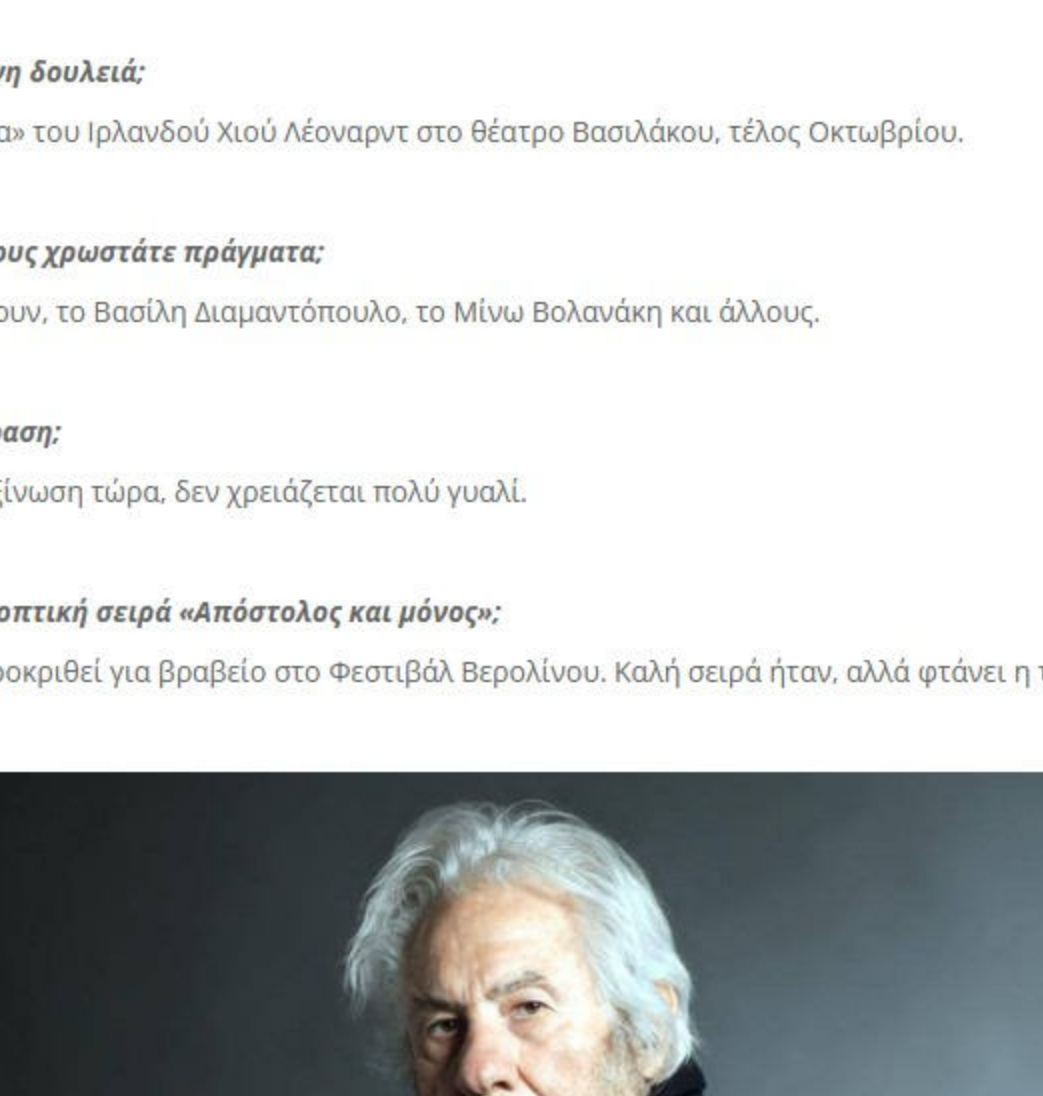 νη δουλειά;
α» του Ιρλανδού Χιού Λέοναρντ στο θέατρο Βασιλάκου, τέλος Οκτωβρίου.
ους χρωστάτε πράγματα;
ουν, το Βασίλη Διαμαντόπουλο, το Μίνω Βολανάκη και άλλους.
ραση;
ξίνωση τώρα, δεν χρειάζεται πολύ γυαλί.
οπτική σειρά «Απόστολος και μόνος»;
ροκριθεί για βραβείο στο Φεστιβάλ Βερολίνου. Καλή σειρά ήταν, αλλά φτάνει η τ